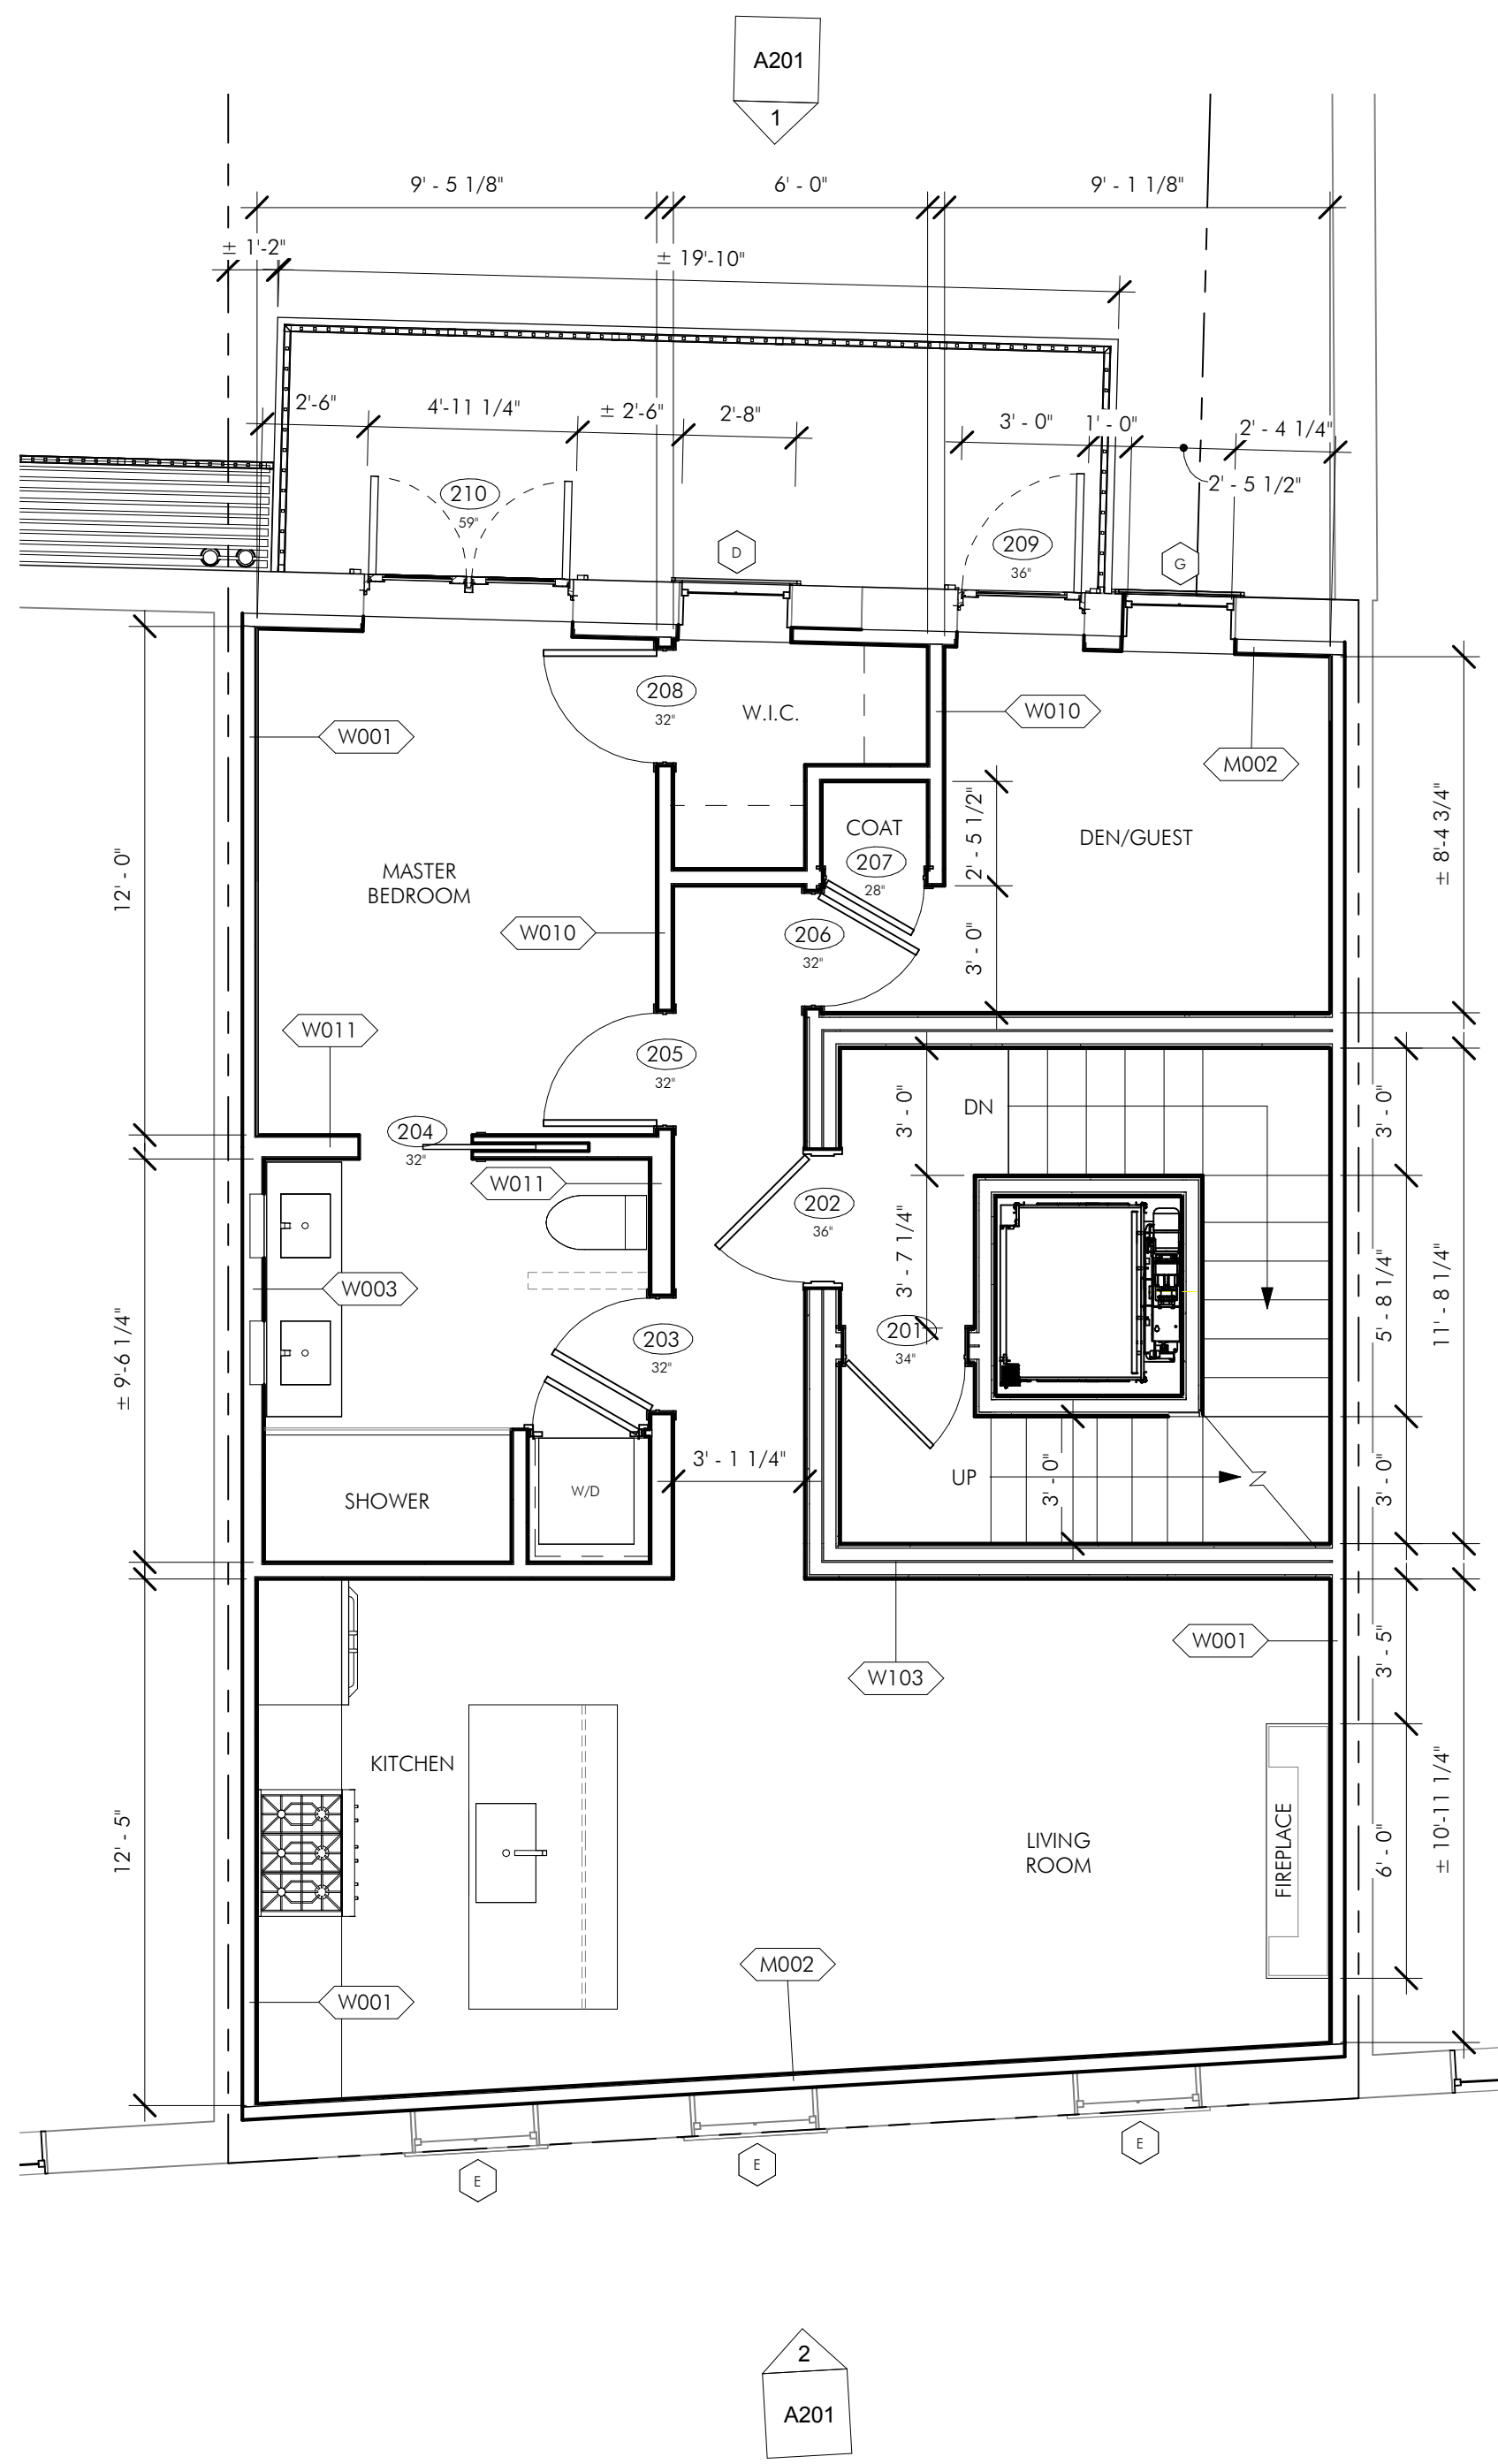 A201
1
9' - 5 1/8"
6' - 0"
9' - 1 1/8"
± 1'-2"
± 19'-10"
2'-6"
4'-11 1/4"
± 2'-6"
2'-8"
3' - 0"
1' - 0"
2' - 4 1/4"
2' - 5 1/2"
210
59"
D
209
36"
G
208
32"
W.I.C.
W010
W001
M002
12' - 0"
MASTER
BEDROOM
COAT
207
28"
2' - 5 1/2"
DEN/GUEST
± 8'-4 3/4"
W010
206
32"
3' - 0"
W011
205
32"
204
32"
DN
3' - 0"
3' - 0"
W011
202
36"
3' - 7 1/4"
W003
203
32"
201
34"
5' - 8 1/4"
11' - 8 1/4"
± 9'-6 1/4"
3' - 1 1/4"
SHOWER
W/D
UP
3' - 0"
3' - 0"
W001
W103
3' - 5"
KITCHEN
12' - 5"
LIVING
ROOM
FIREPLACE
6' - 0"
± 10'-11 1/4"
M002
W001
E
E
E
2
A201